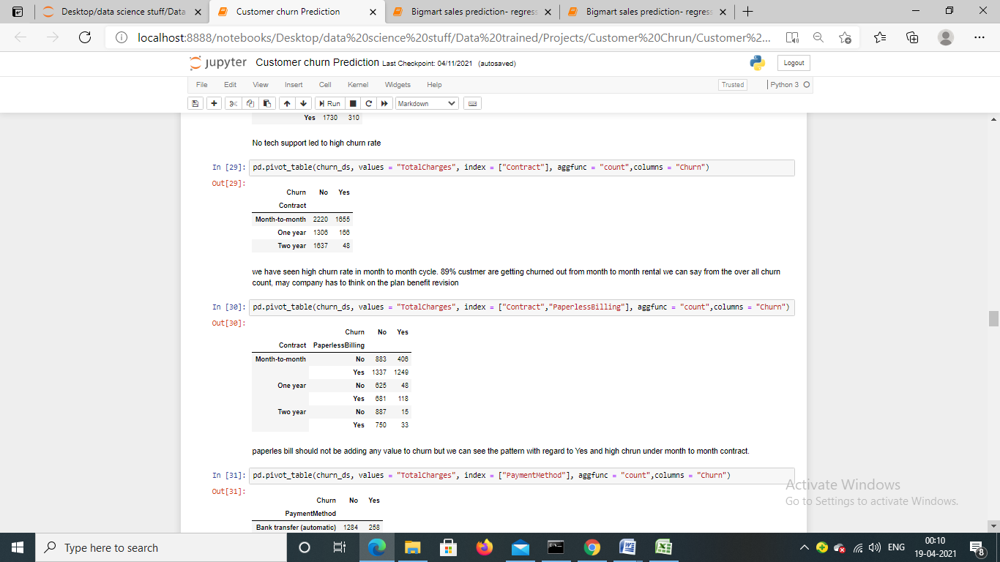 Desktop/data science stuff/Data
Customer churn Prediction
Bigmart sales prediction- regress
Bigmart sales prediction- regress
localhost:8888/notebooks/Desktop/data%20science%20stuff/Data%20trained/Projects/Customer%20Chrun/Customer%2...
jupyter Customer churn Prediction Last Checkpoint: 04/11/2021 (autosaved)
Logout
File Edit View Insert Cell Kernel Widgets Help
Trusted
Python 3
Run
Markdown
Yes 1730 310
No tech support led to high churn rate
In [29]: pd.pivot_table(churn_ds, values = "TotalCharges", index = ["Contract"], aggfunc = "count",columns = "Churn")
Out[29]:
Churn No Yes
Contract
Month-to-month 2220 1655
One year 1306 166
Two year 1637 48
we have seen high churn rate in month to month cycle. 89% custmer are getting churned out from month to month rental we can say from the over all churn
count, may company has to think on the plan benefit revision
In [30]: pd.pivot_table(churn_ds, values = "TotalCharges", index = ["Contract","PaperlessBilling"], aggfunc = "count",columns = "Churn")
Out[30]:
Churn No Yes
Contract PaperlessBilling
Month-to-month No 883 406
Yes 1337 1249
One year No 625 48
Yes 681 118
Two year No 887 15
Yes 750 33
paperles bill should not be adding any value to churn but we can see the pattern with regard to Yes and high chrun under month to month contract.
In [31]: pd.pivot_table(churn_ds, values = "TotalCharges", index = ["PaymentMethod"], aggfunc = "count",columns = "Churn")
Out[31]:
Churn No Yes
PaymentMethod
Bank transfer (automatic) 1284 258
Activate Windows
Go to Settings to activate Windows.
Type here to search
ENG
00:10
19-04-2021
8